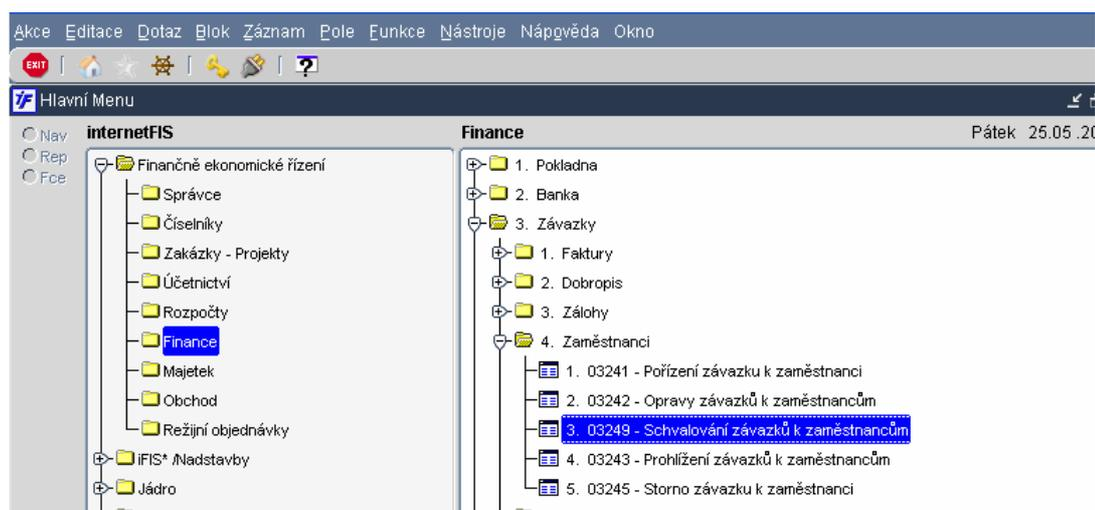 Akce Editace Dotaz Blok Záznam Pole Funkce Nástroje Nápověda Okno
EXIT
Hlavní Menu
Nav
Rep
Fce
internetFIS
Finančně ekonomické řízení
Správce
Číselníky
Zakázky - Projekty
Účetnictví
Rozpočty
Finance
Majetek
Obchod
Režijní objednávky
iFIS* /Nadstavby
Jádro
Finance
Pátek 25.05.20
1. Pokladna
2. Banka
3. Závazky
1. Faktury
2. Dobropis
3. Zálohy
4. Zaměstnanci
1. 03241 - Pořízení závazku k zaměstnanci
2. 03242 - Opravy závazků k zaměstnancům
3. 03249 - Schvalování závazků k zaměstnancům
4. 03243 - Prohlížení závazků k zaměstnancům
5. 03245 - Storno závazku k zaměstnanci